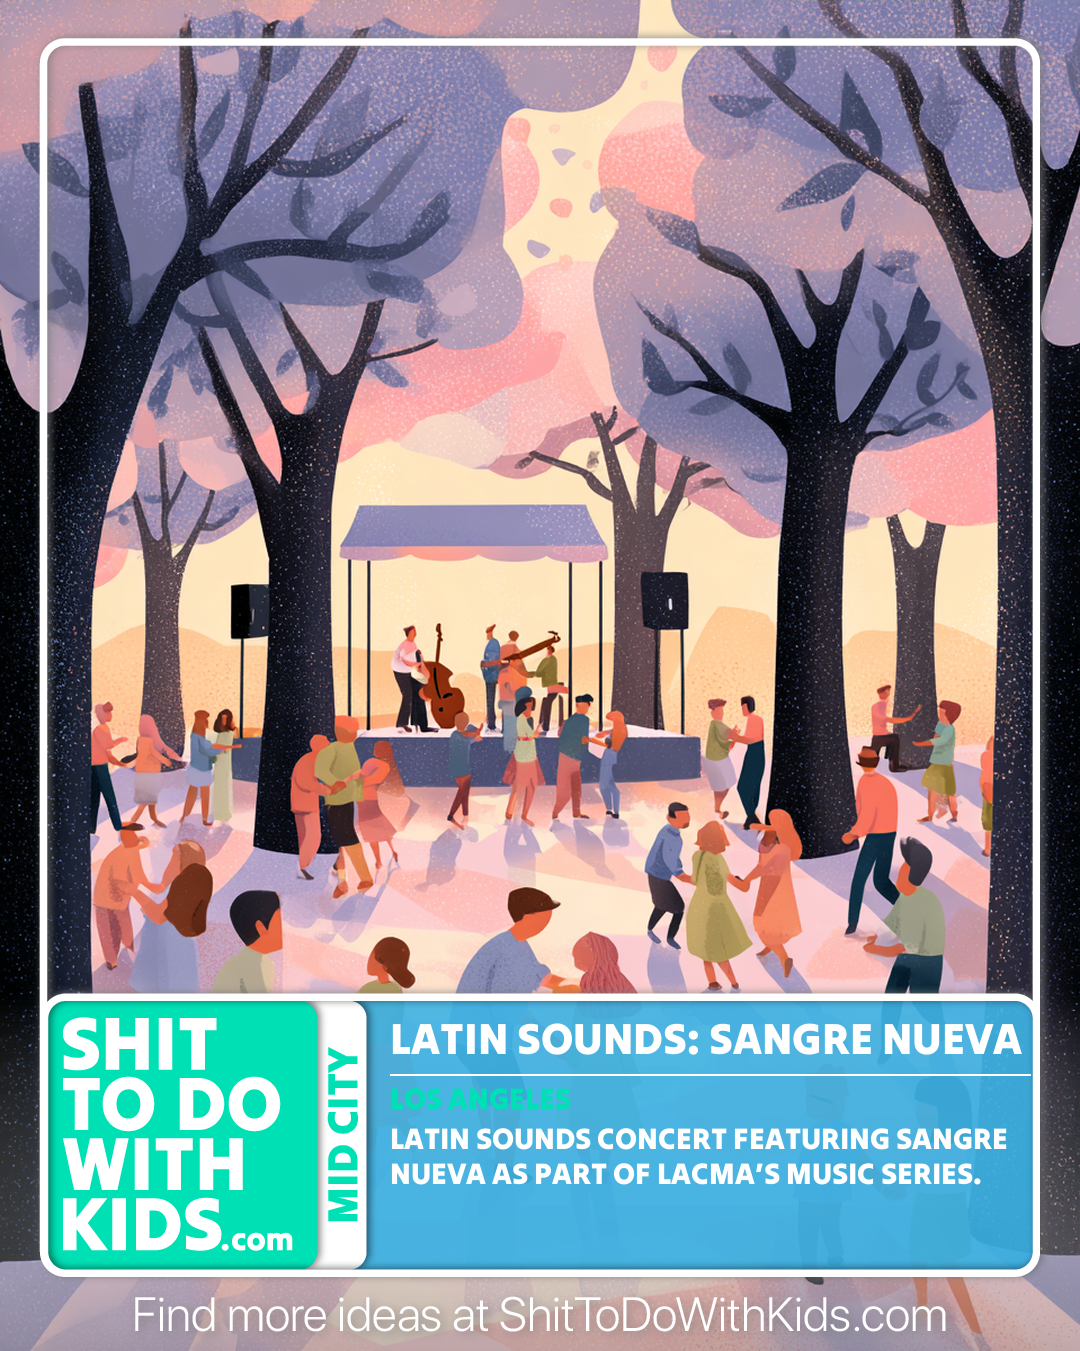 SHIT
TO DO
WITH
KIDS.com
MID CITY
LATIN SOUNDS: SANGRE NUEVA
LOS ANGELES
LATIN SOUNDS CONCERT FEATURING SANGRE
NUEVA AS PART OF LACMA’S MUSIC SERIES.
Find more ideas at ShitToDoWithKids.com